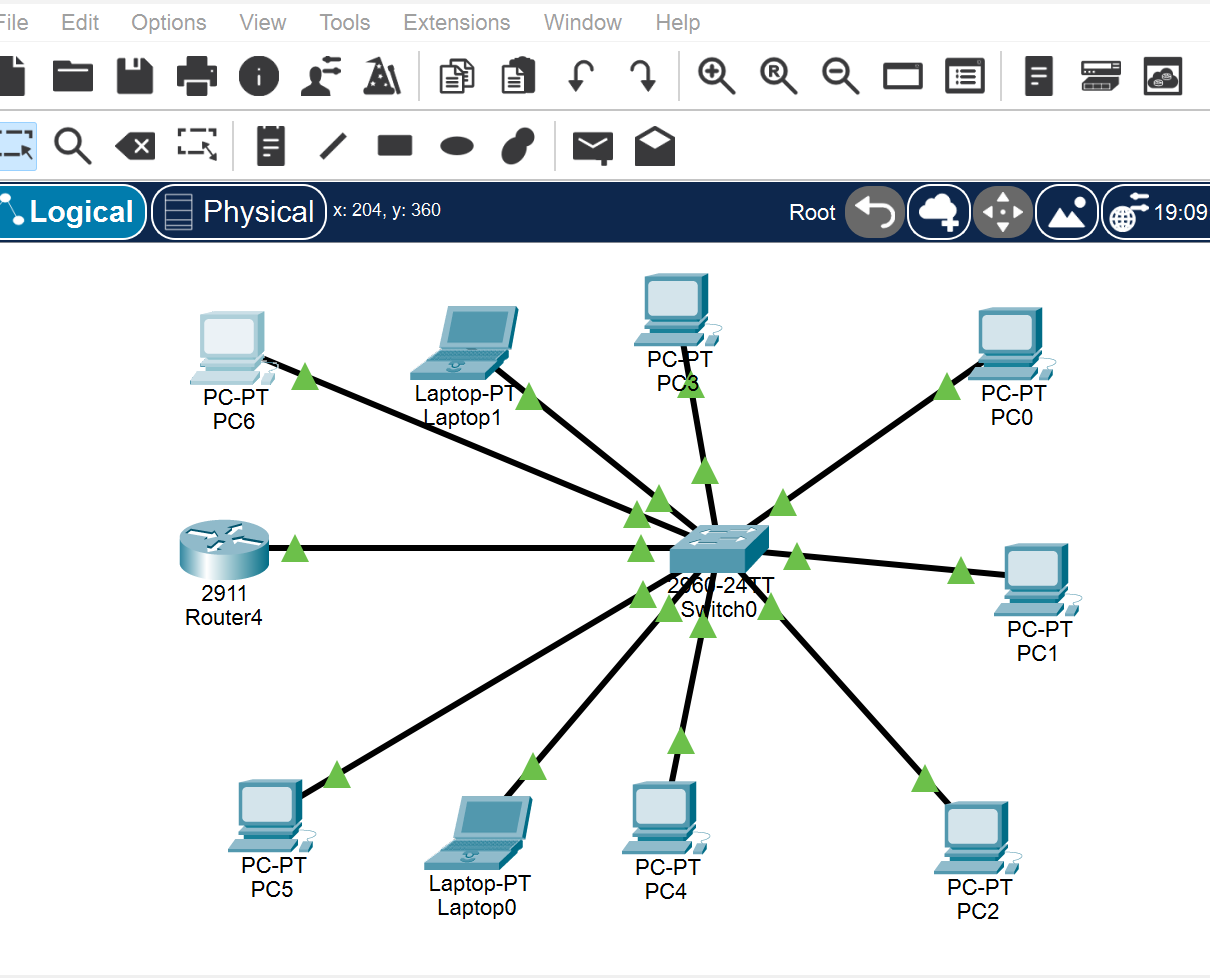 File Edit Options View Tools Extensions Window Help
Logical Physical x: 204, y: 360 Root 19:09
PC-PT
PC6
Laptop-PT
Laptop1
PC-PT
PC3
PC-PT
PC0
2911
Router4
2960-24TT
Switch0
PC-PT
PC1
PC-PT
PC5
Laptop-PT
Laptop0
PC-PT
PC4
PC-PT
PC2